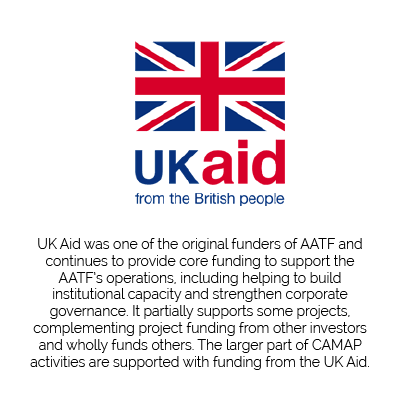 UKaid
from the British people
UK Aid was one of the original funders of AATF and
continues to provide core funding to support the
AATF's operations, including helping to build
institutional capacity and strengthen corporate
governance. It partially supports some projects,
complementing project funding from other investors
and wholly funds others. The larger part of CAMAP
activities are supported with funding from the UK Aid.